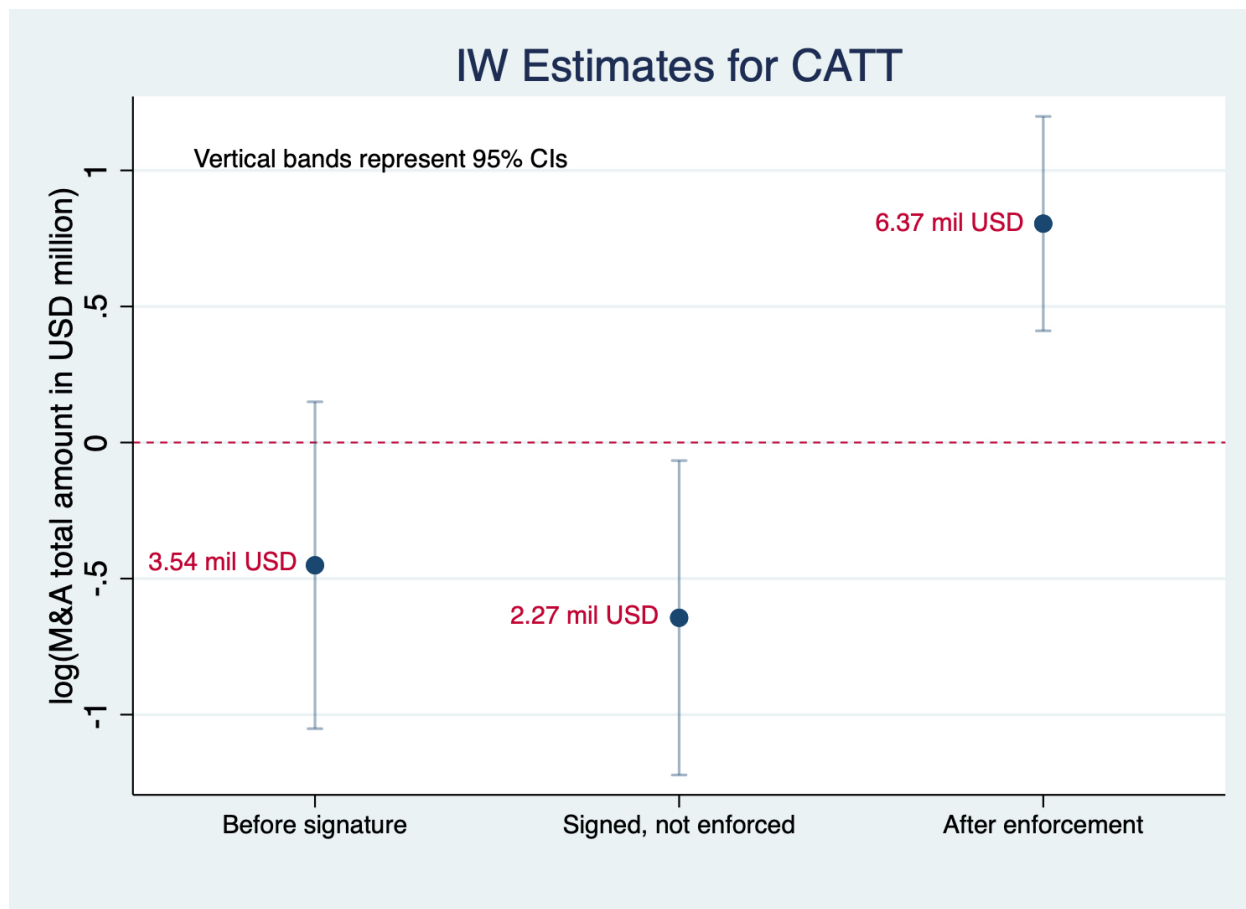 IW Estimates for CATT
Vertical bands represent 95% CIs
log(M&A total amount in USD million)
1
.5
0
-.5
-1
6.37 mil USD
3.54 mil USD
2.27 mil USD
Before signature
Signed, not enforced
After enforcement